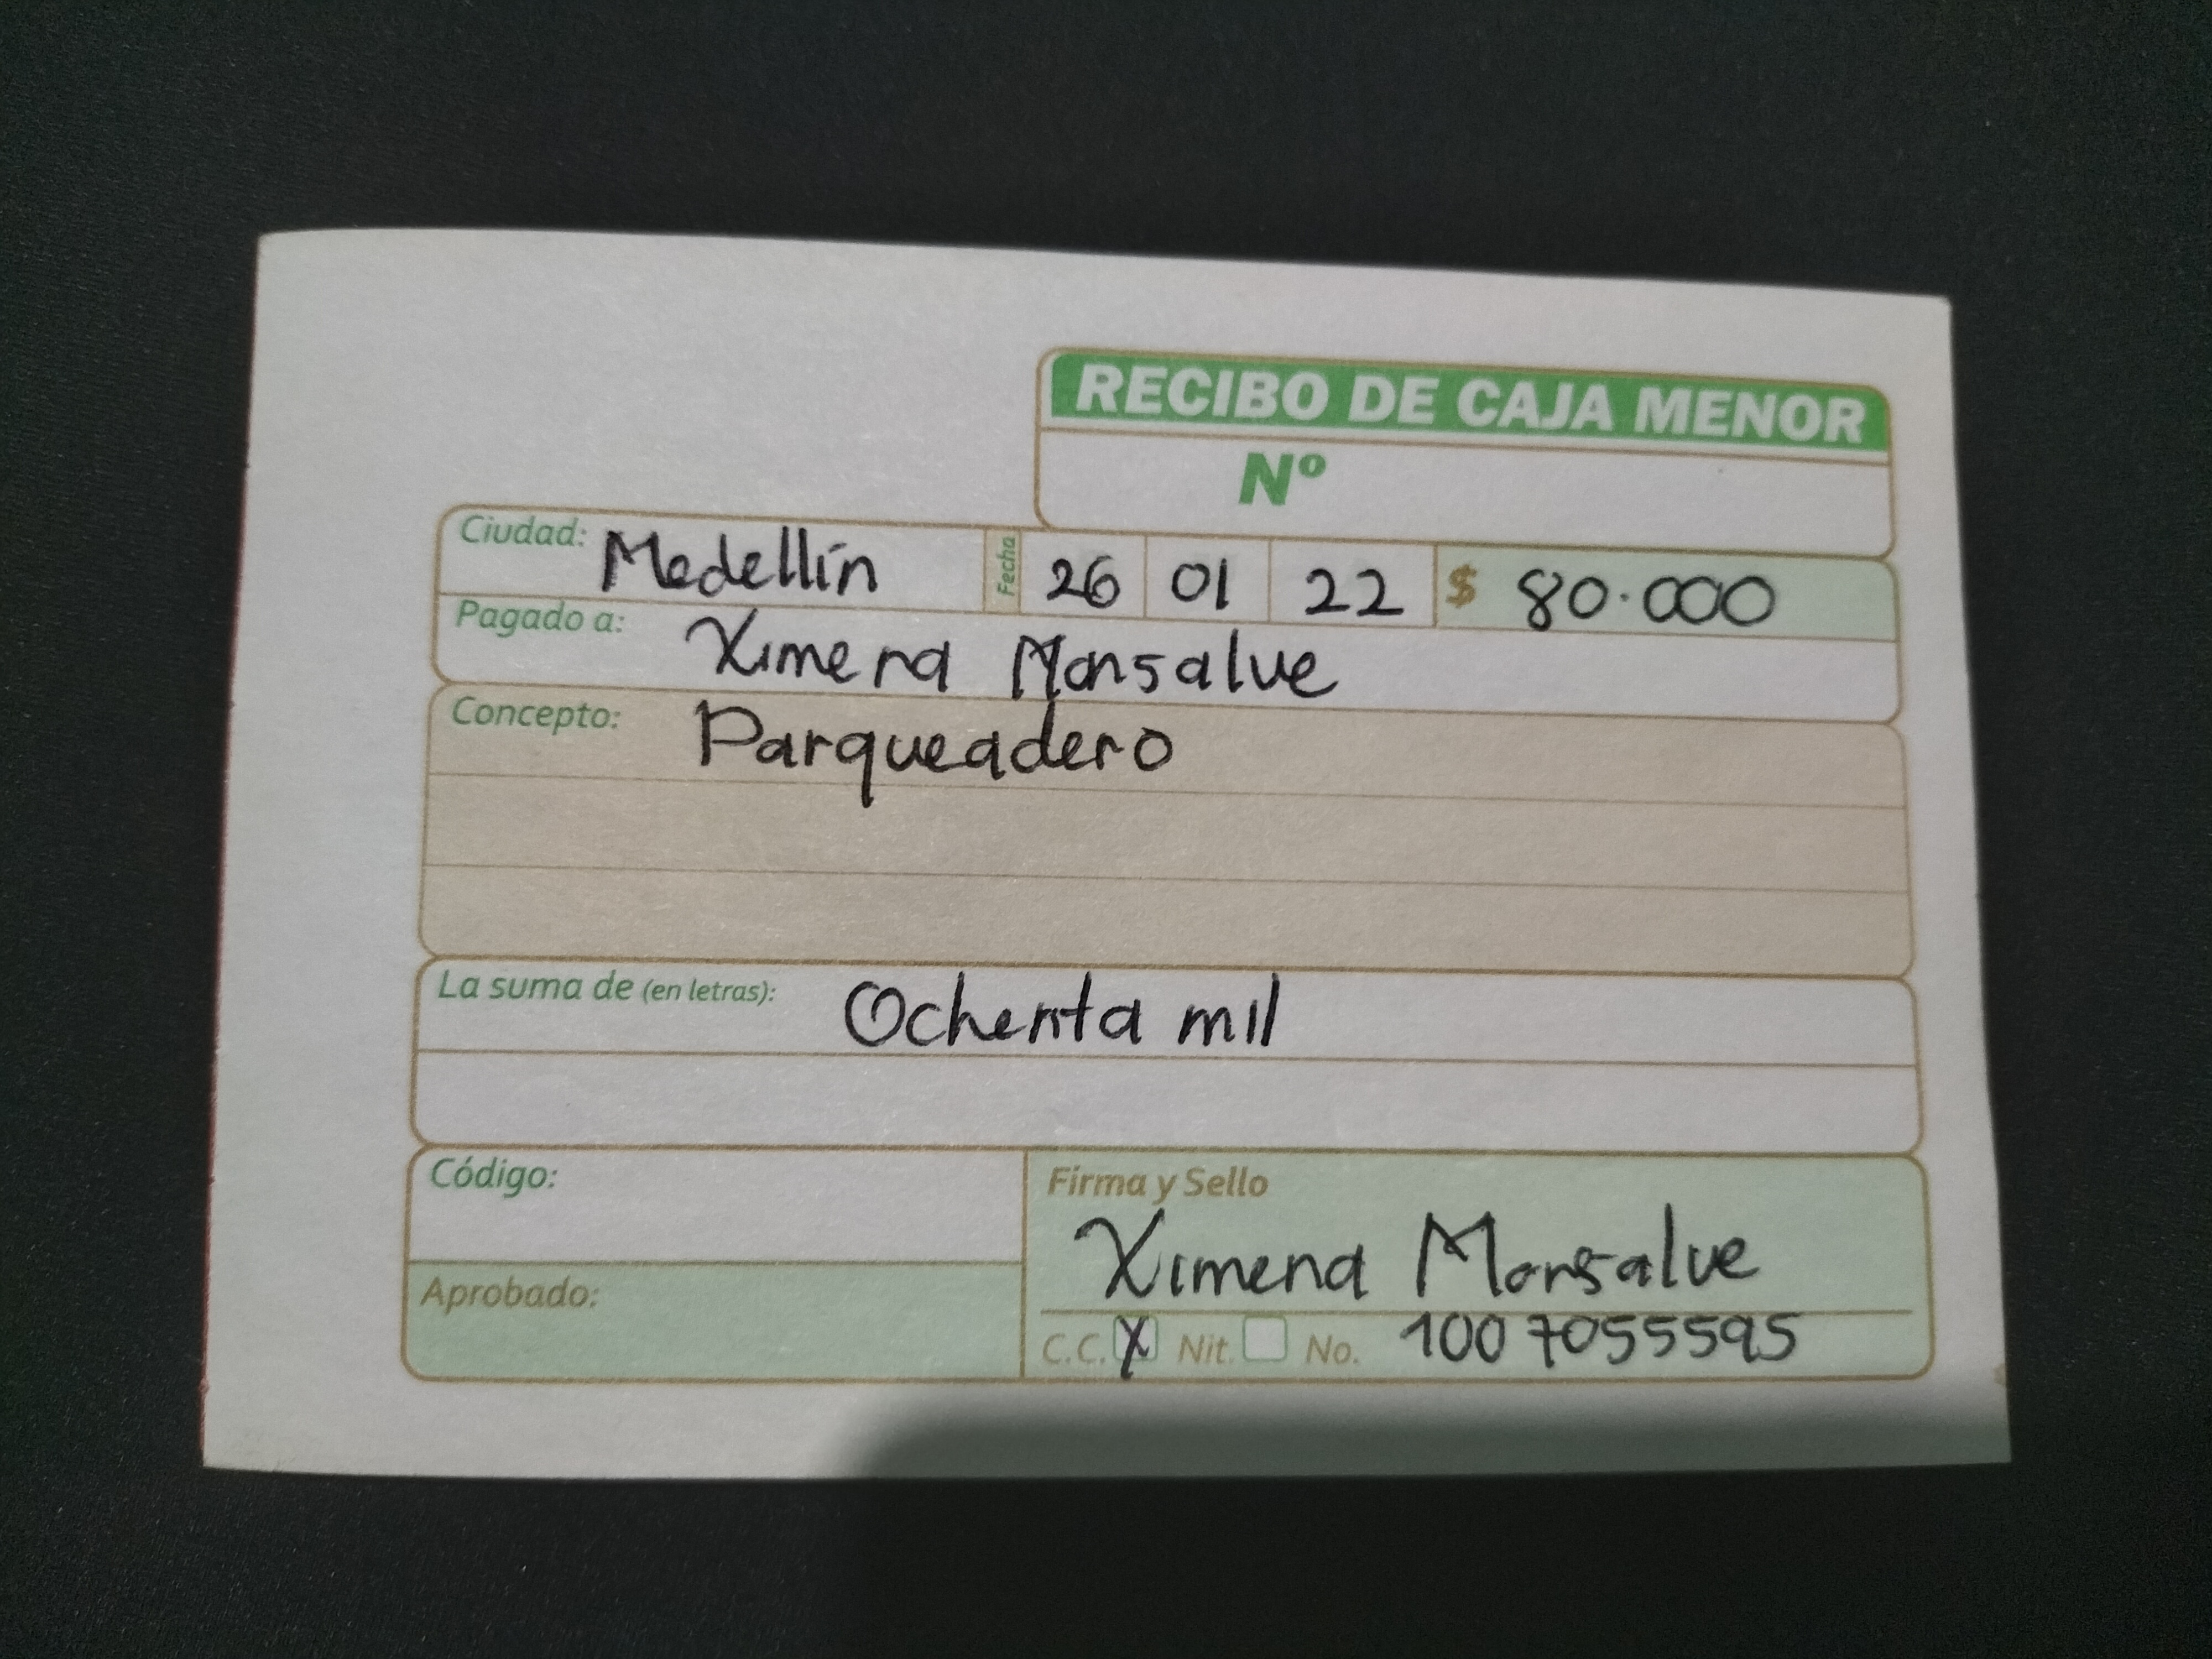 RECIBO DE CAJA MENOR
Nº
Ciudad: Medellín Fecha 26 01 22 $ 80.000
Pagado a: Ximena Monsalve
Concepto: Parqueadero
La suma de (en letras): Ochenta mil
Código:
Aprobado:
Firma y Sello
Ximena Monsalve
C.C. X Nit. No. 1007055595